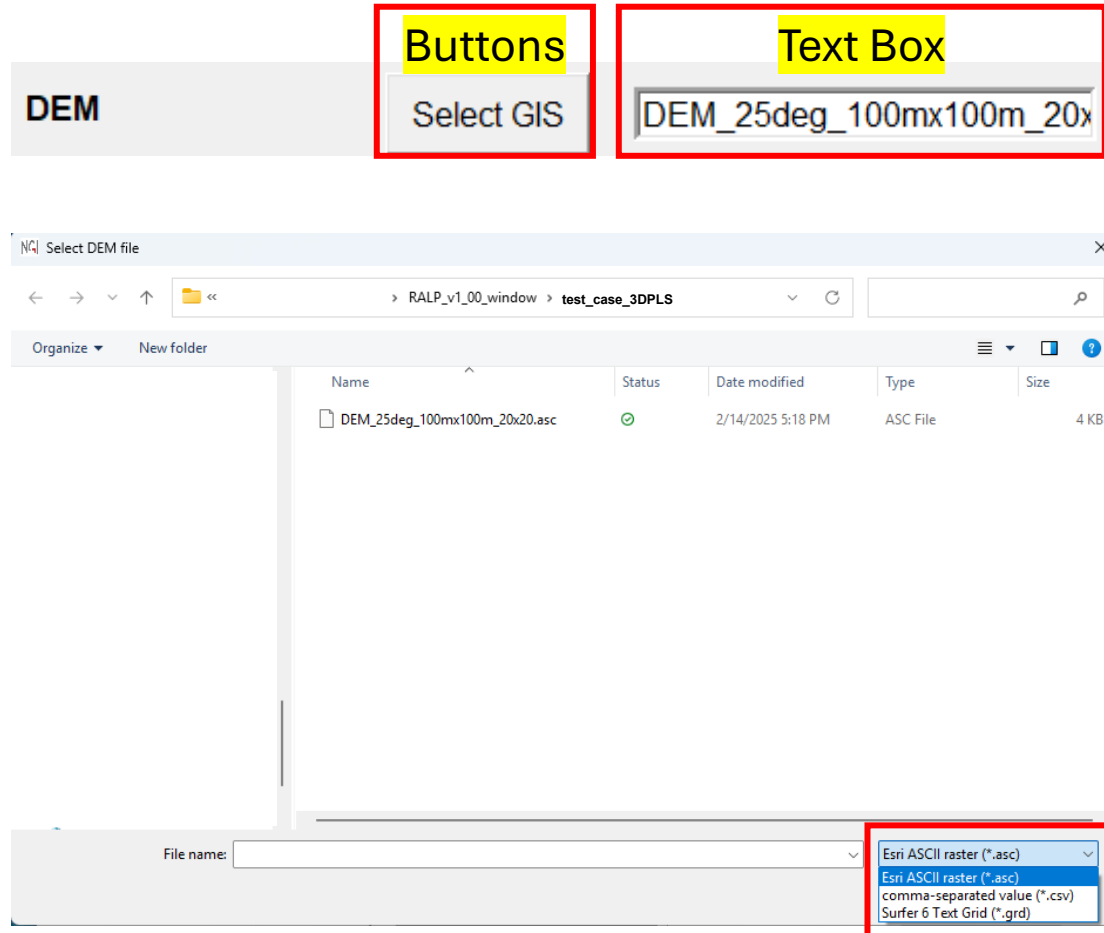 Buttons Text Box
DEM Select GIS DEM_25deg_100mx100m_20x
NGI Select DEM file
« › RALP_v1_00_window › test_case_3DPLS
Organize New folder
Name Status Date modified Type Size
DEM_25deg_100mx100m_20x20.asc 2/14/2025 5:18 PM ASC File 4 KB
File name: Esri ASCII raster (*.asc)
Esri ASCII raster (*.asc)
comma-separated value (*.csv)
Surfer 6 Text Grid (*.grd)